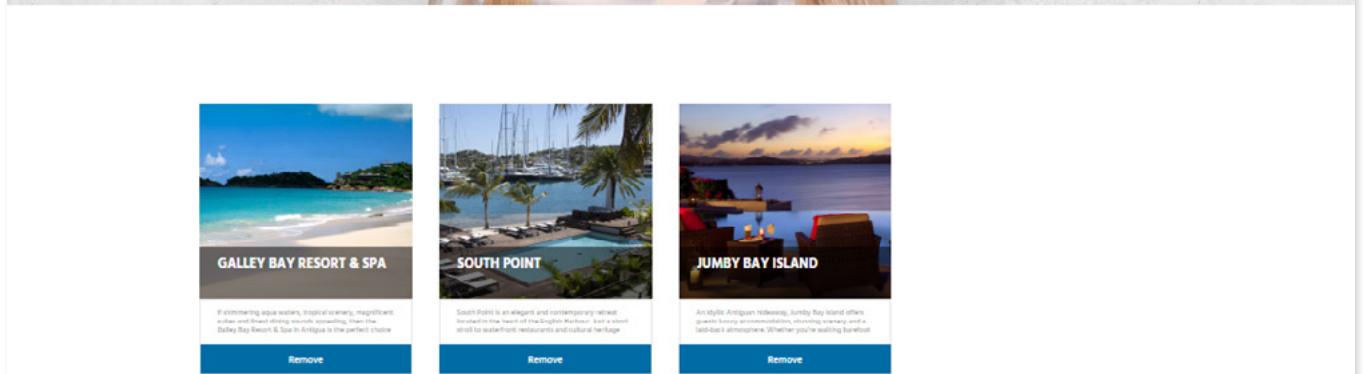 GALLEY BAY RESORT & SPA
If shimmering aqua waters, tropical scenery, magnificent
suites and finest dining sounds appealing, then the
Galley Bay Resort & Spa in Antigua is the perfect choice
Remove
SOUTH POINT
South Point is an elegant and contemporary retreat
located in the heart of the English Harbour. Just a short
stroll to waterfront restaurants and cultural heritage
Remove
JUMBY BAY ISLAND
An idyllic Antiguan hideaway, Jumby Bay Island offers
guests luxury accommodation, stunning scenery and a
laid-back atmosphere. Whether you're walking barefoot
Remove